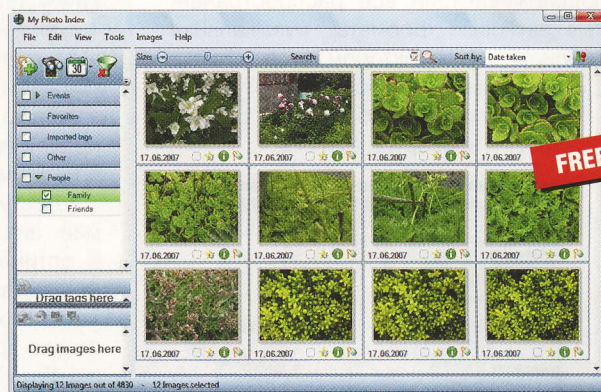 My Photo Index
File Edit View Tools Images Help
30
Size: Search: Sort by: Date taken
Events
Favorites
Imported tags
Other
People
Family
Friends
17.06.2007 17.06.2007 17.06.2007 17.06.2007
FREE
17.06.2007 17.06.2007 17.06.2007 17.06.2007
Drag tags here
Drag images here
17.06.2007 17.06.2007 17.06.2007 17.06.2007
Displaying 12 Images out of 4830 - 12 Images selected